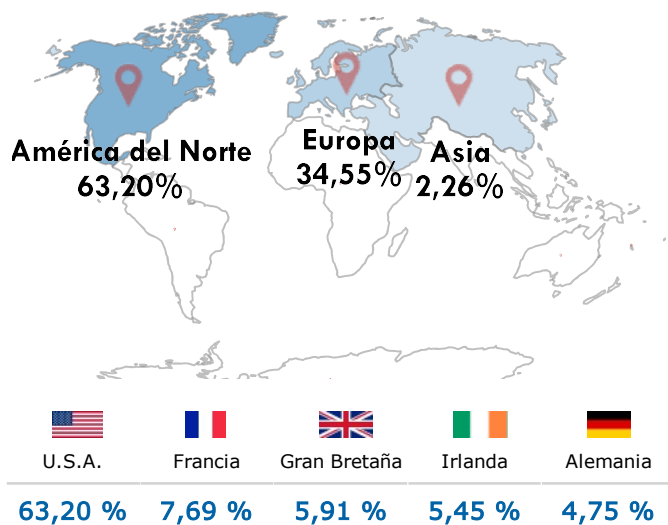 América del Norte
63,20%
Europa
34,55%
Asia
2,26%
U.S.A.
Francia
Gran Bretaña
Irlanda
Alemania
63,20 %
7,69 %
5,91 %
5,45 %
4,75 %